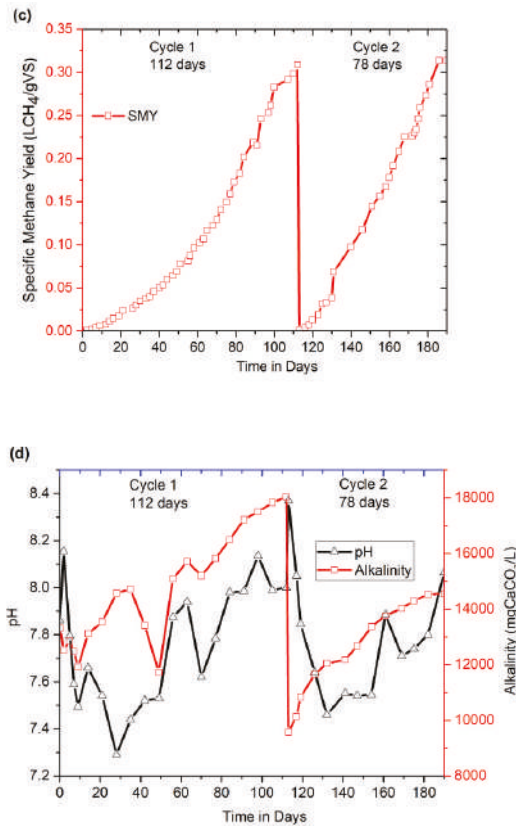 (c)
Cycle 1
112 days
Cycle 2
78 days
SMY
Specific Methane Yield (LCH4/gVS)
0.35
0.30
0.25
0.20
0.15
0.10
0.05
0.00
0 20 40 60 80 100 120 140 160 180
Time in Days
(d)
Cycle 1
112 days
Cycle 2
78 days
pH
Alkalinity
pH
8.4
8.2
8.0
7.8
7.6
7.4
7.2
Alkalinity (mgCaCO3/L)
18000
16000
14000
12000
10000
8000
0 20 40 60 80 100 120 140 160 180
Time in Days